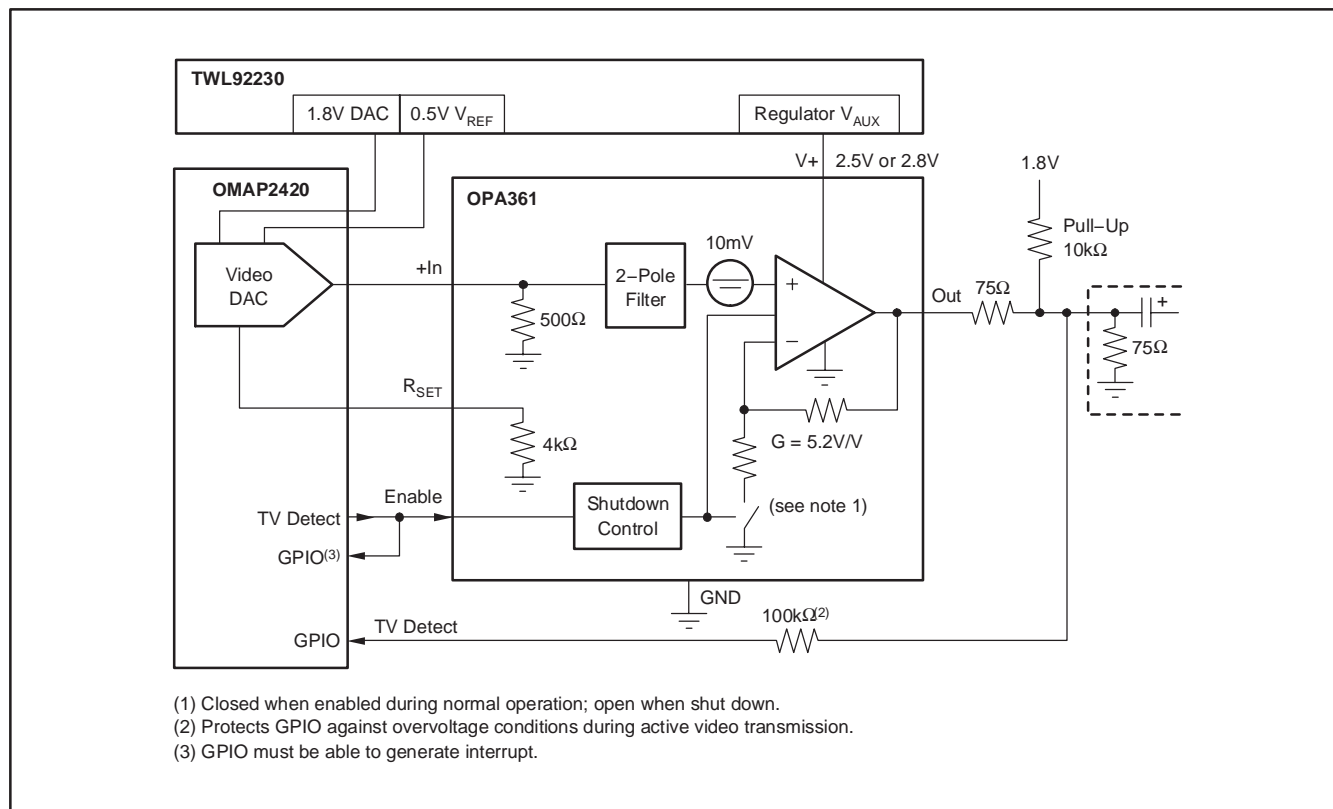 TWL92230
1.8V DAC
0.5V VREF
Regulator VAUX
V+
2.5V or 2.8V
1.8V
OMAP2420
OPA361
Pull−Up
10kΩ
10mV
Video
DAC
+In
2−Pole
Filter
+
Out
75Ω
+
500Ω
−
75Ω
RSET
4kΩ
G = 5.2V/V
Enable
Shutdown
Control
(see note 1)
TV Detect
GPIO(3)
GND
100kΩ(2)
GPIO
TV Detect
(1) Closed when enabled during normal operation; open when shut down.
(2) Protects GPIO against overvoltage conditions during active video transmission.
(3) GPIO must be able to generate interrupt.